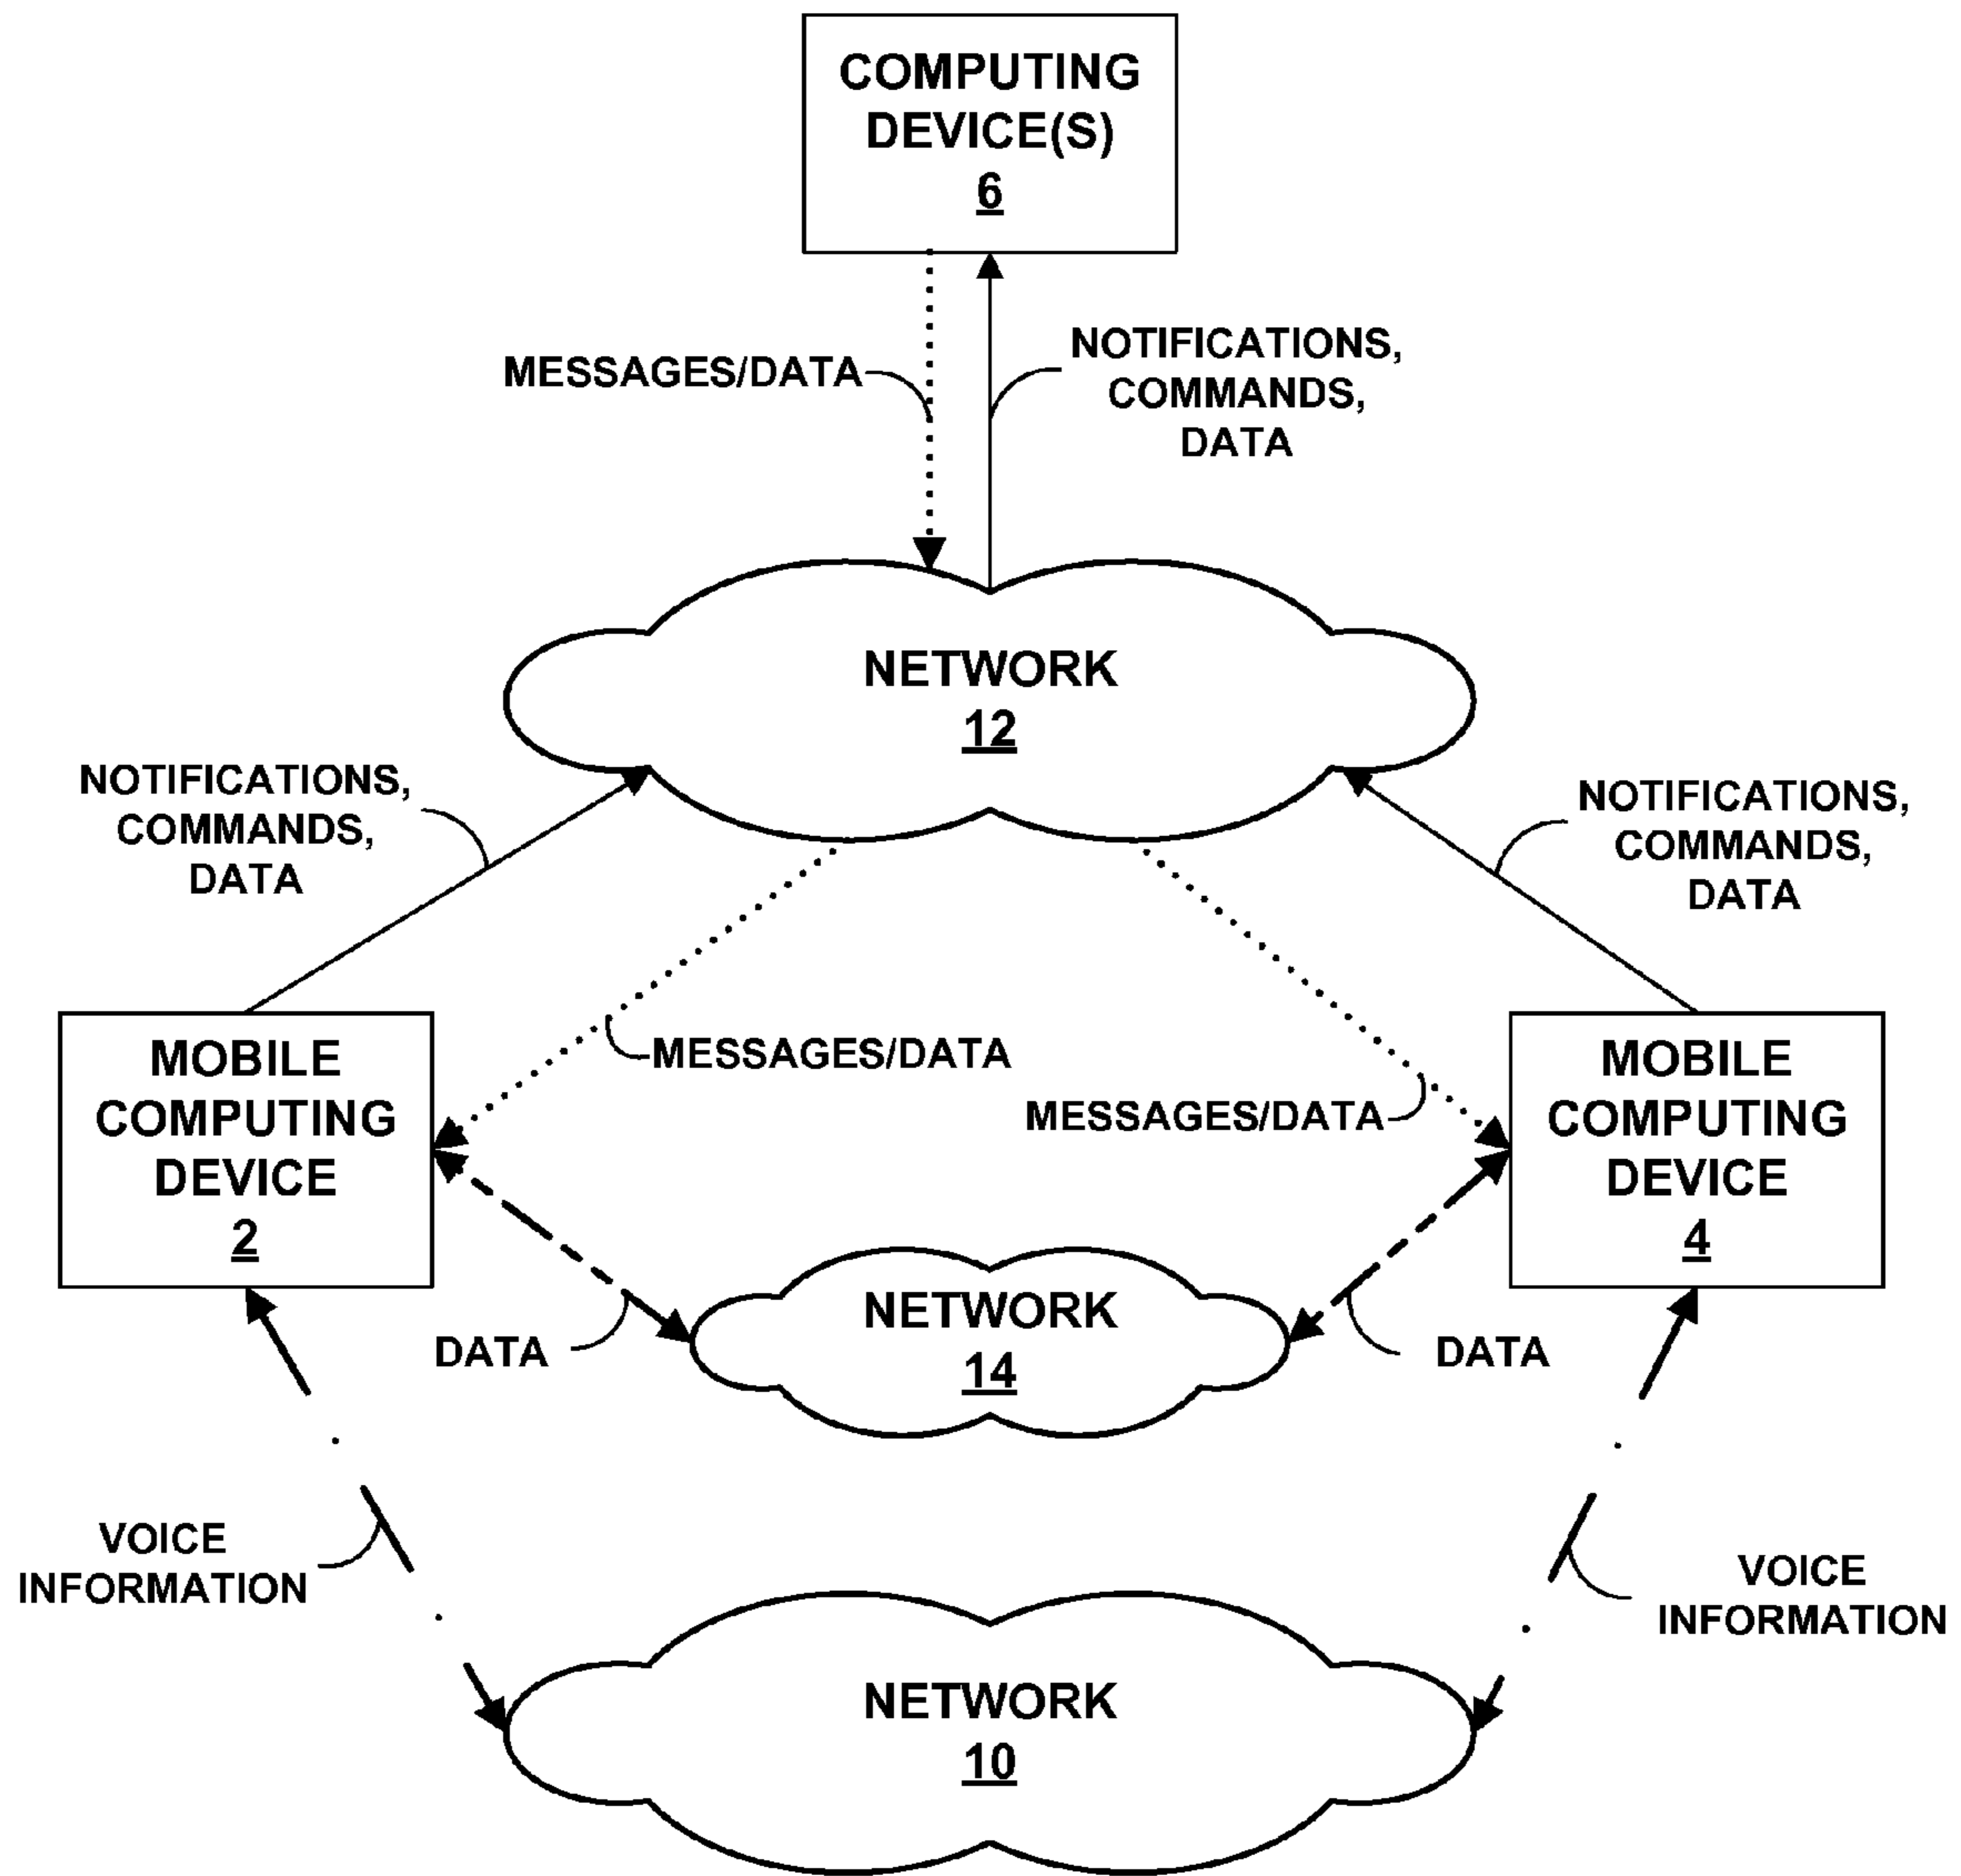 COMPUTING
DEVICE(S)
6
MESSAGES/DATA
NOTIFICATIONS,
COMMANDS,
DATA
NETWORK
12
NOTIFICATIONS,
COMMANDS,
DATA
NOTIFICATIONS,
COMMANDS,
DATA
MESSAGES/DATA
MESSAGES/DATA
MOBILE
COMPUTING
DEVICE
2
MOBILE
COMPUTING
DEVICE
4
NETWORK
14
DATA
DATA
VOICE
INFORMATION
VOICE
INFORMATION
NETWORK
10